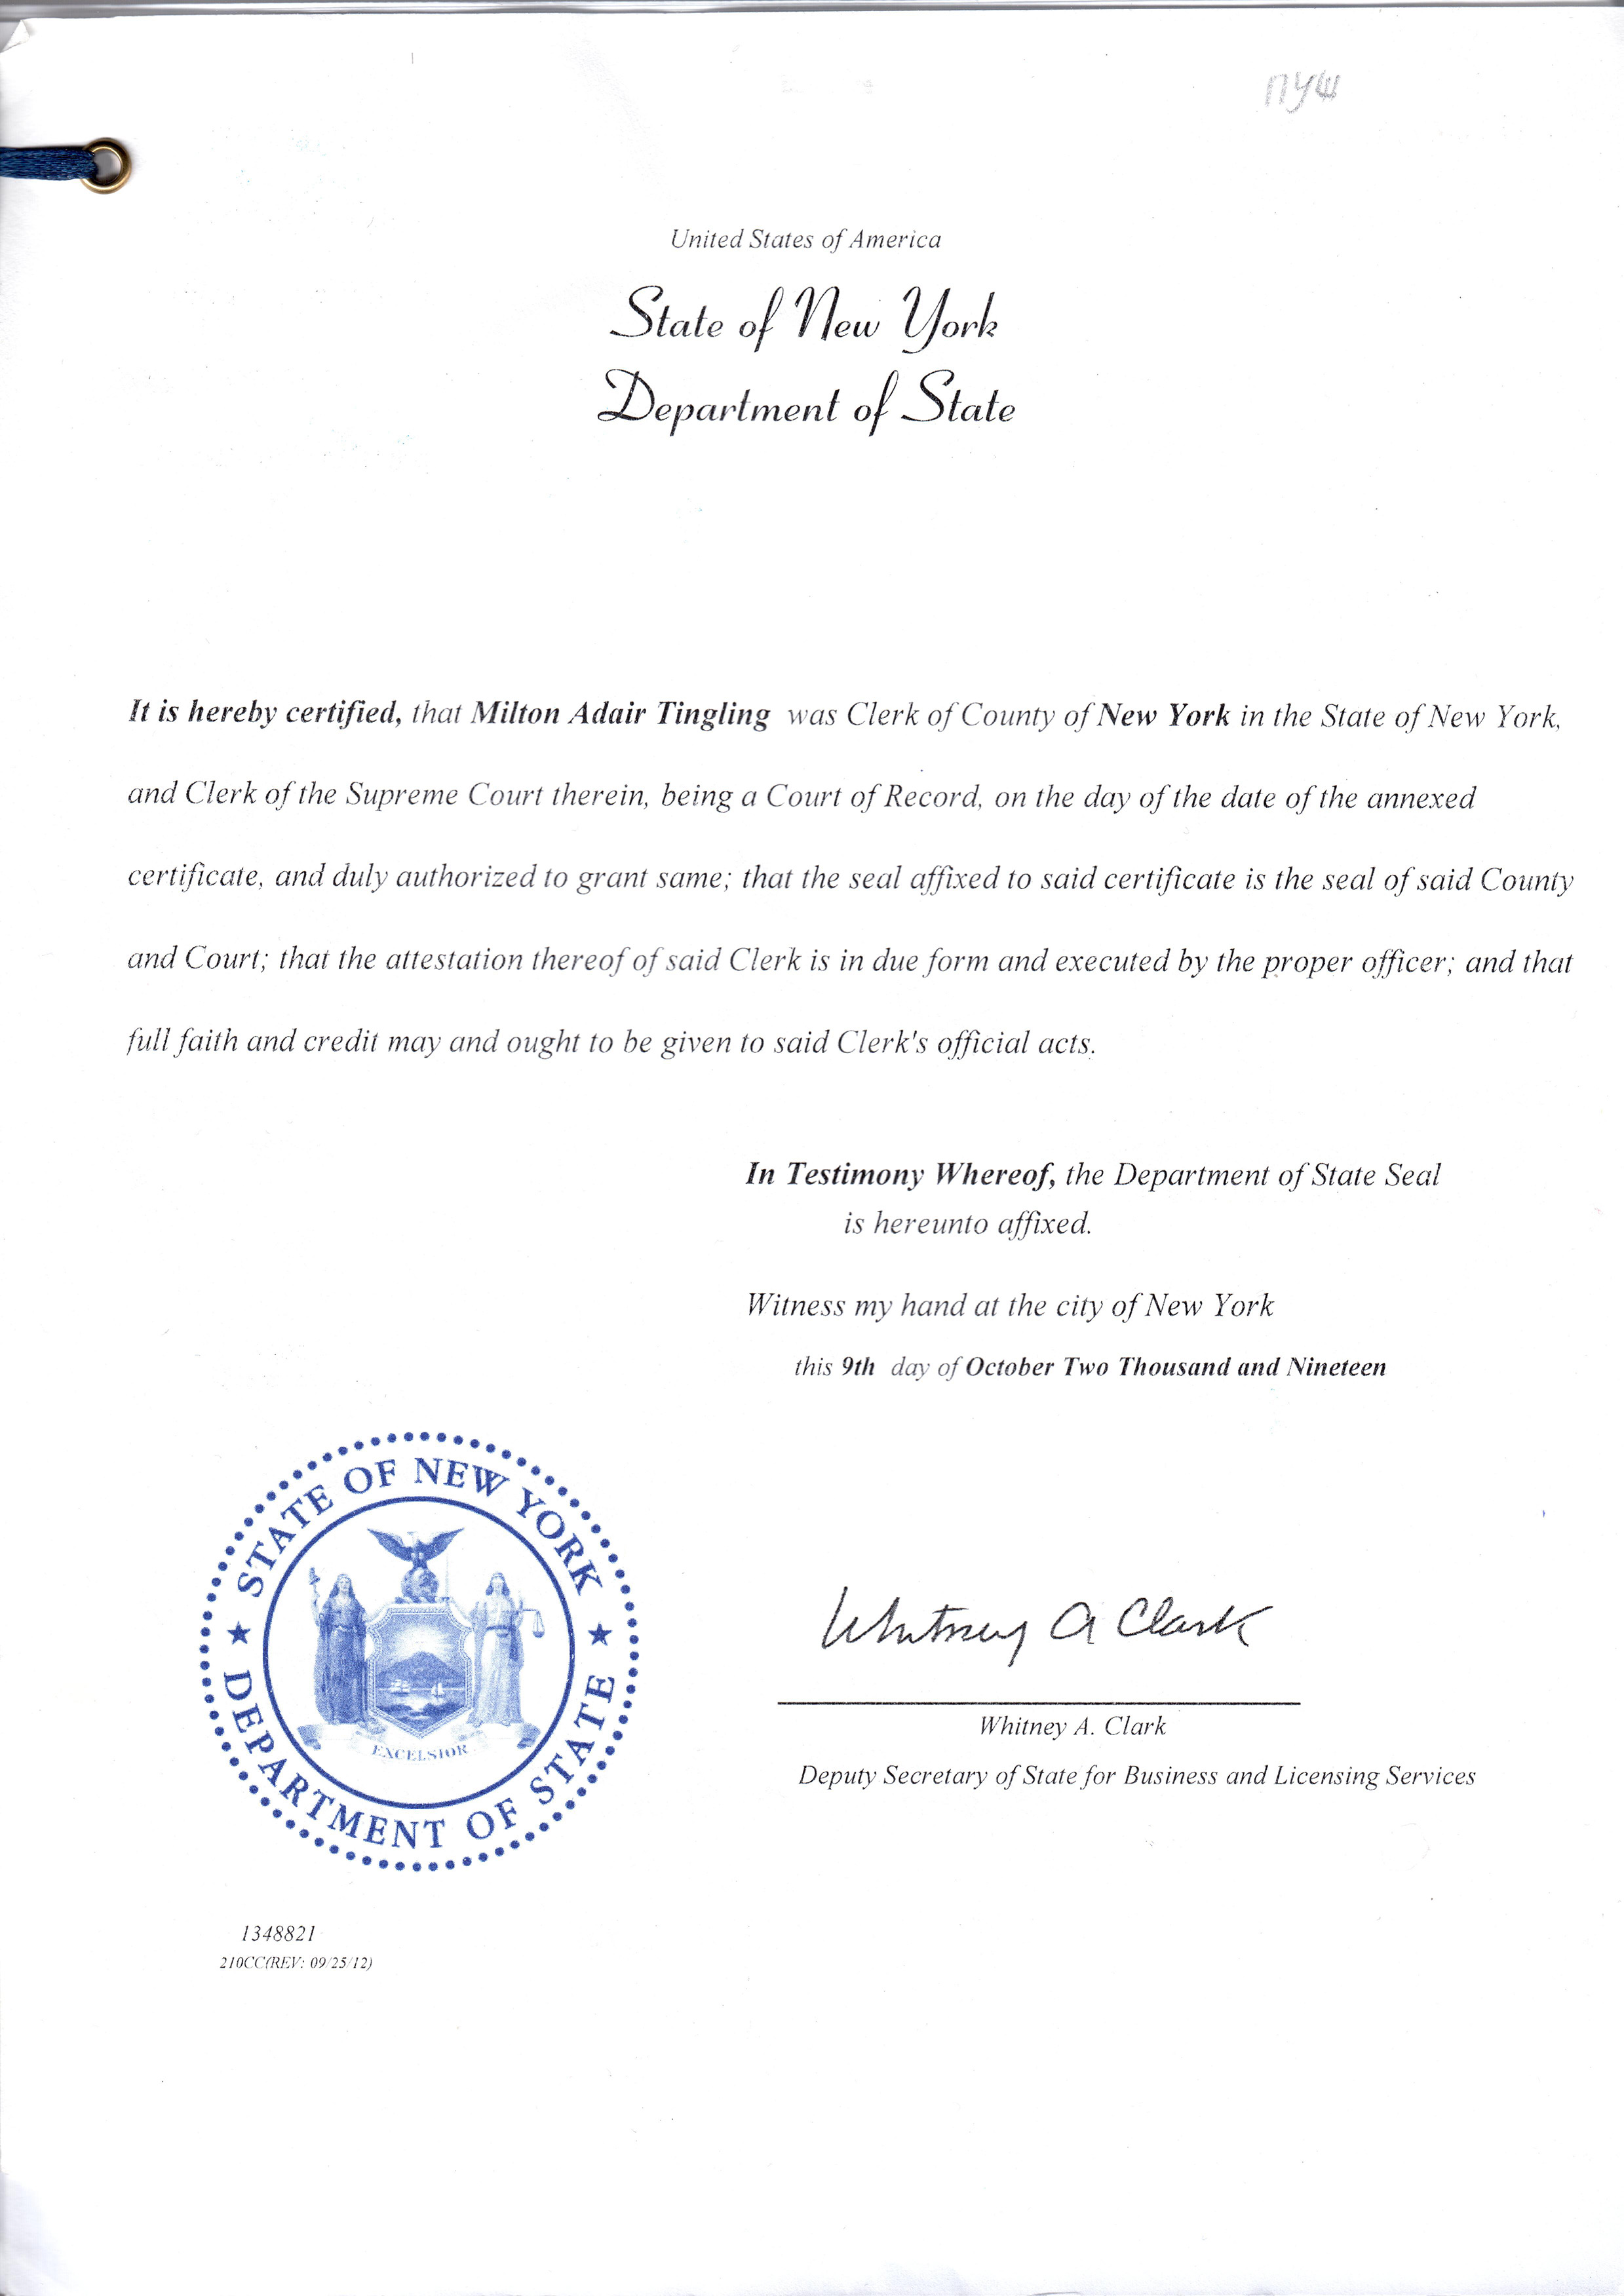 United States of America
State of New York
Department of State
It is hereby certified, that Milton Adair Tingling was Clerk of County of New York in the State of New York,
and Clerk of the Supreme Court therein, being a Court of Record, on the day of the date of the annexed
certificate, and duly authorized to grant same; that the seal affixed to said certificate is the seal of said County
and Court; that the attestation thereof of said Clerk is in due form and executed by the proper officer; and that
full faith and credit may and ought to be given to said Clerk's official acts.
In Testimony Whereof, the Department of State Seal
is hereunto affixed.
Witness my hand at the city of New York
this 9th day of October Two Thousand and Nineteen
STATE OF NEW YORK
DEPARTMENT OF STATE
EXCELSIOR
Whitney A Clark
Whitney A. Clark
Deputy Secretary of State for Business and Licensing Services
1348821
210CC(REV: 09/25/12)